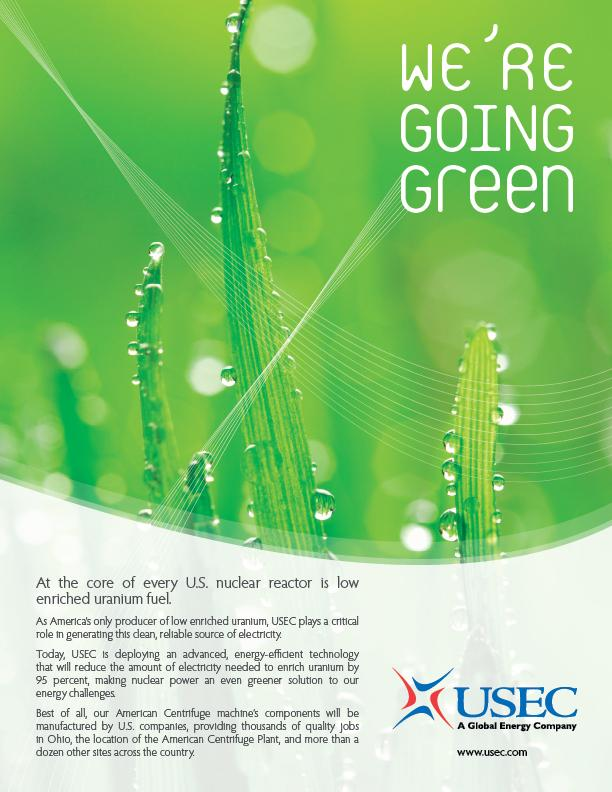 WE'RE
GOING
Green
At the core of every U.S. nuclear reactor is low
enriched uranium fuel.
As America's only producer of low enriched uranium, USEC plays a critical
role in generating this clean, reliable source of electricity.
Today, USEC is deploying an advanced, energy-efficient technology
that will reduce the amount of electricity needed to enrich uranium by
95 percent, making nuclear power an even greener solution to our
energy challenges.
Best of all, our American Centrifuge machine's components will be
manufactured by U.S. companies, providing thousands of quality jobs
in Ohio, the location of the American Centrifuge Plant, and more than a
dozen other sites across the country.
USEC
A Global Energy Company
www.usec.com